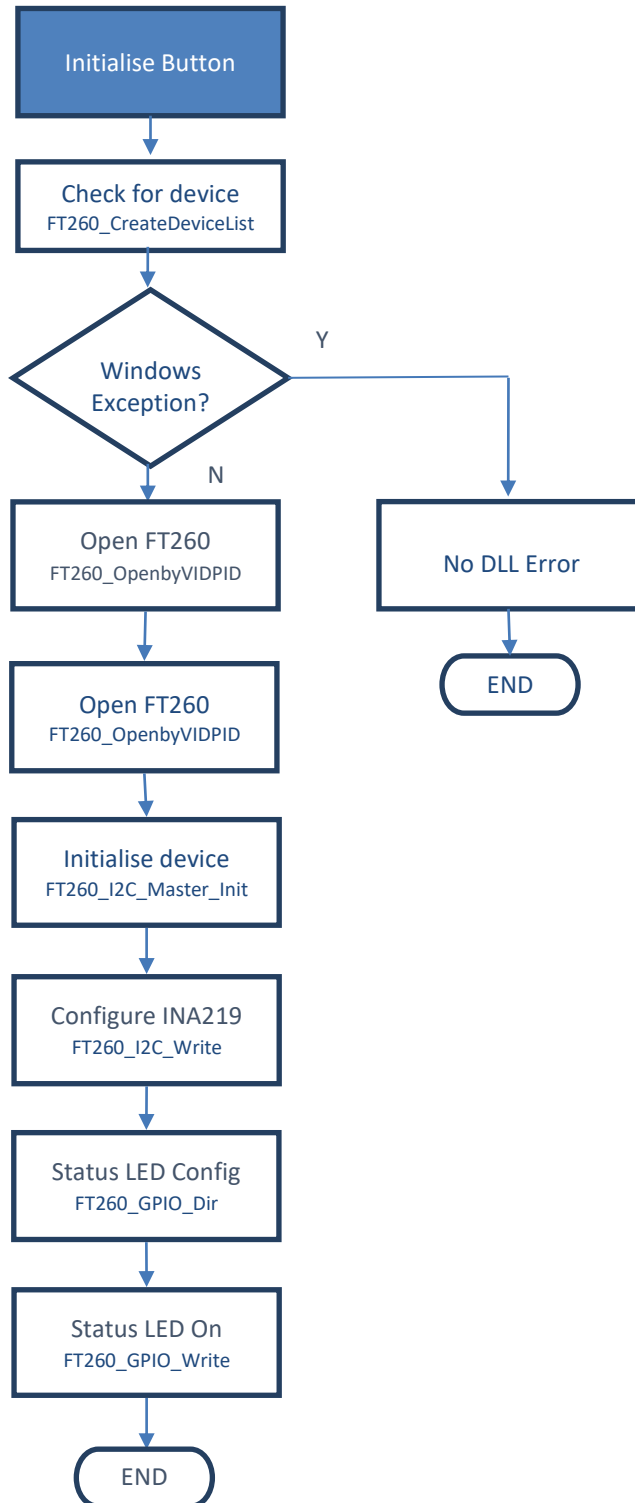 Initialise Button
Check for device
FT260_CreateDeviceList
Y
Windows
Exception?
N
Open FT260
FT260_OpenbyVIDPID
No DLL Error
Open FT260
FT260_OpenbyVIDPID
END
Initialise device
FT260_I2C_Master_Init
Configure INA219
FT260_I2C_Write
Status LED Config
FT260_GPIO_Dir
Status LED On
FT260_GPIO_Write
END